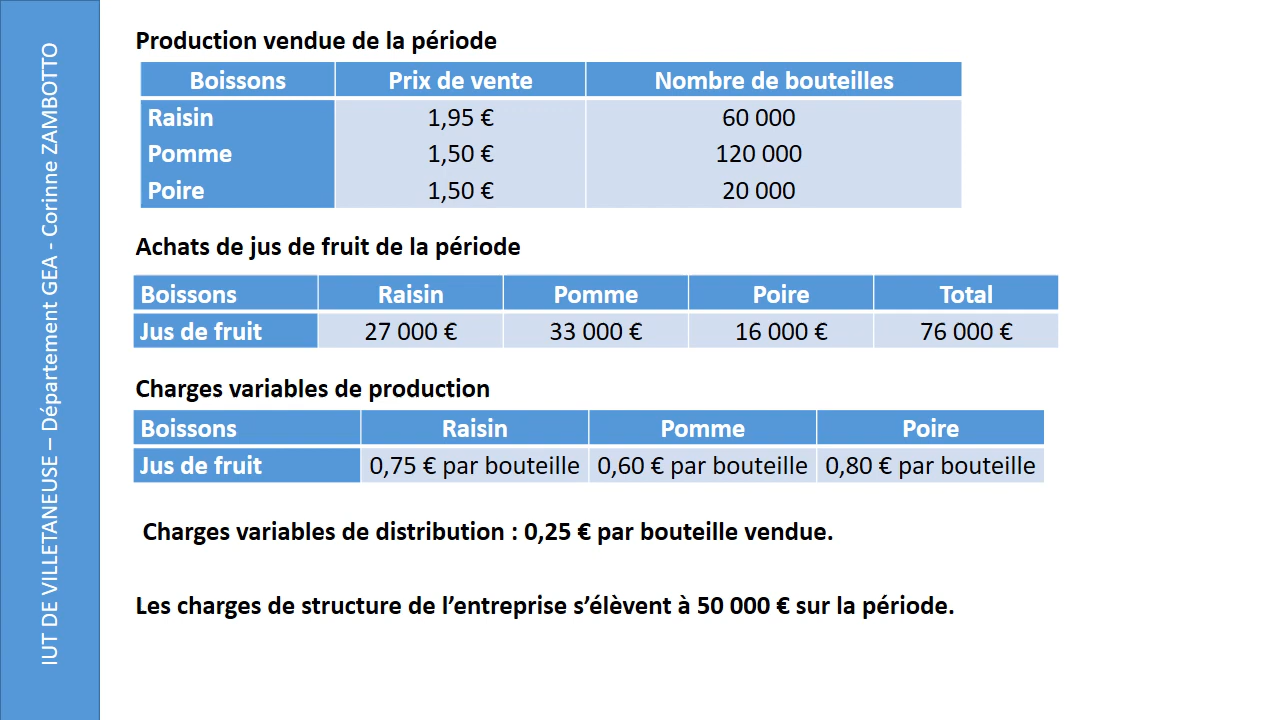 IUT DE VILLETANEUSE – Département GEA - Corinne ZAMBOTTO
Production vendue de la période
Boissons Prix de vente Nombre de bouteilles
Raisin 1,95 € 60 000
Pomme 1,50 € 120 000
Poire 1,50 € 20 000
Achats de jus de fruit de la période
Boissons Raisin Pomme Poire Total
Jus de fruit 27 000 € 33 000 € 16 000 € 76 000 €
Charges variables de production
Boissons Raisin Pomme Poire
Jus de fruit 0,75 € par bouteille 0,60 € par bouteille 0,80 € par bouteille
Charges variables de distribution : 0,25 € par bouteille vendue.
Les charges de structure de l’entreprise s’élèvent à 50 000 € sur la période.